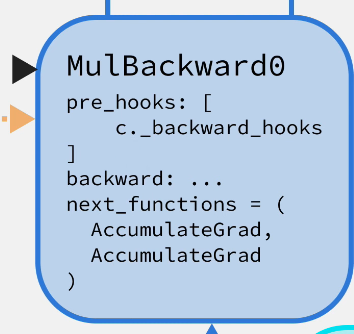 MulBackward0
pre_hooks: [
    c._backward_hooks
]
backward: ...
next_functions = (
  AccumulateGrad,
  AccumulateGrad
)